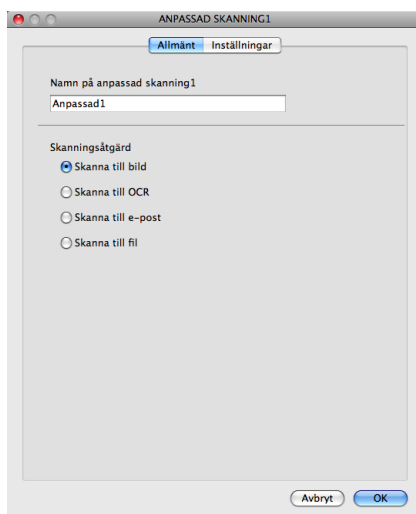 ANPASSAD SKANNING1
Allmänt Inställningar
Namn på anpassad skanning1
Anpassad1
Skanningsåtgärd
Skanna till bild
Skanna till OCR
Skanna till e-post
Skanna till fil
Avbryt OK